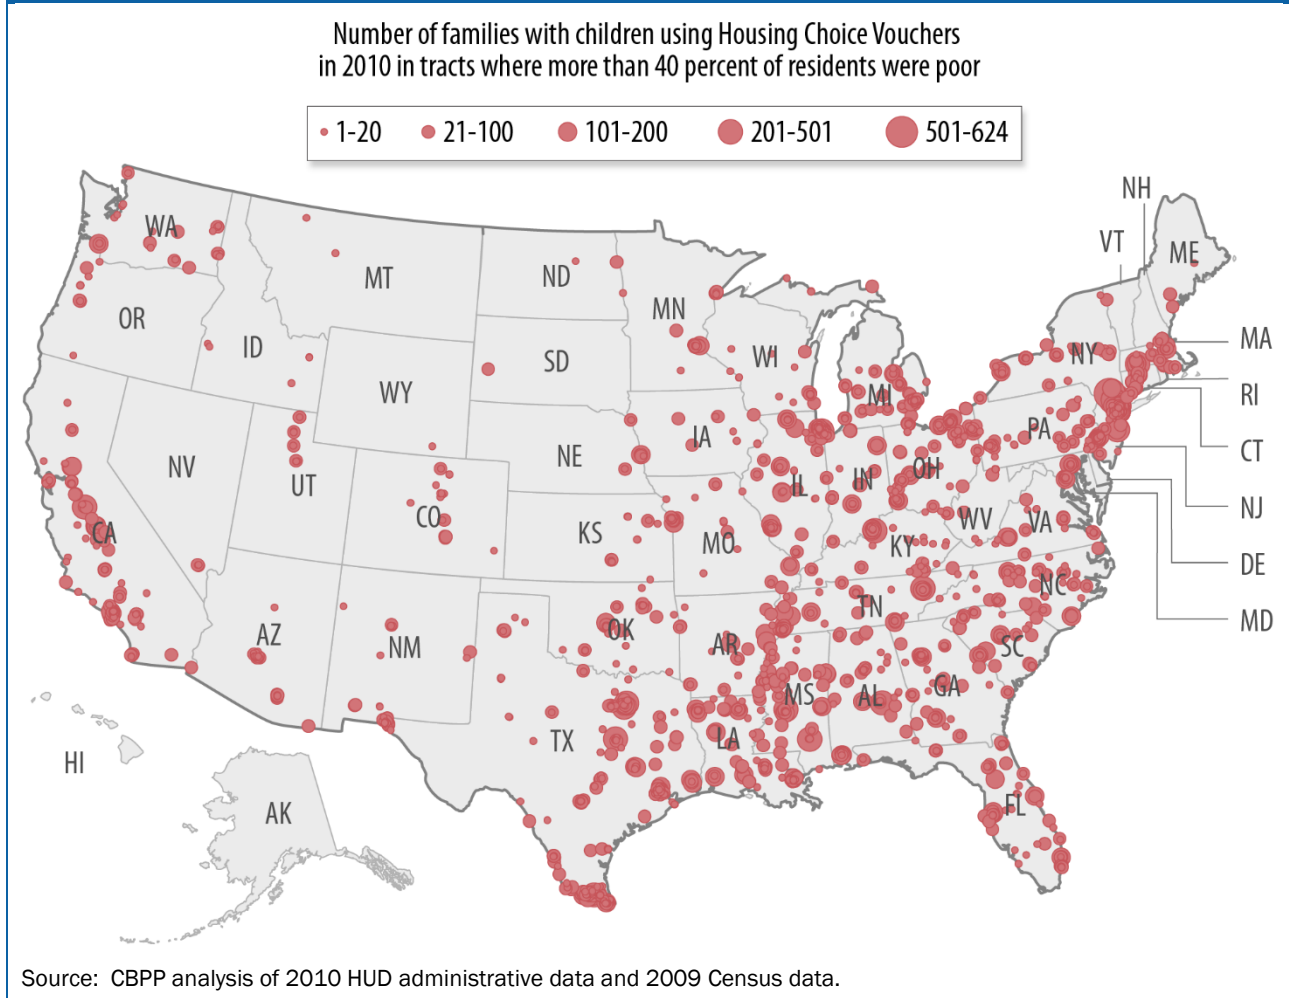 Number of families with children using Housing Choice Vouchers
in 2010 in tracts where more than 40 percent of residents were poor
1-20 21-100 101-200 201-501 501-624
NH
VT
ME
WA
MT
ND
MN
OR
ID
SD
WI
MI
NY
MA
WY
RI
IA
PA
CT
NV
UT
NE
IL
IN
OH
NJ
CA
CO
KS
MO
KY
WV
VA
DE
NC
MD
AZ
NM
OK
AR
TN
SC
MS
AL
GA
TX
LA
HI
AK
FL
Source: CBPP analysis of 2010 HUD administrative data and 2009 Census data.